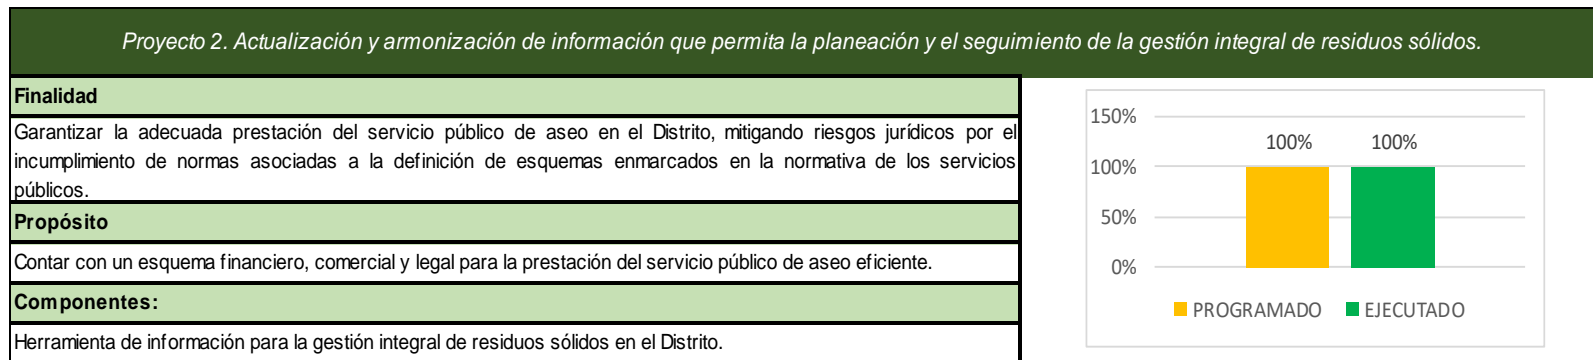 Proyecto 2. Actualización y armonización de información que permita la planeación y el seguimiento de la gestión integral de residuos sólidos.
Finalidad
Garantizar la adecuada prestación del servicio público de aseo en el Distrito, mitigando riesgos jurídicos por el
incumplimiento de normas asociadas a la definición de esquemas enmarcados en la normativa de los servicios
públicos.
Propósito
Contar con un esquema financiero, comercial y legal para la prestación del servicio público de aseo eficiente.
Componentes:
Herramienta de información para la gestión integral de residuos sólidos en el Distrito.
150%
100% 100%
100%
50%
0%
PROGRAMADO EJECUTADO